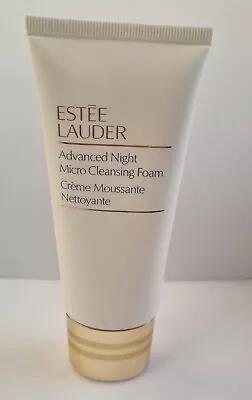 ESTĒE
LAUDER
Advanced Night
Micro Cleansing Foam
Crème Moussante
Nettoyante